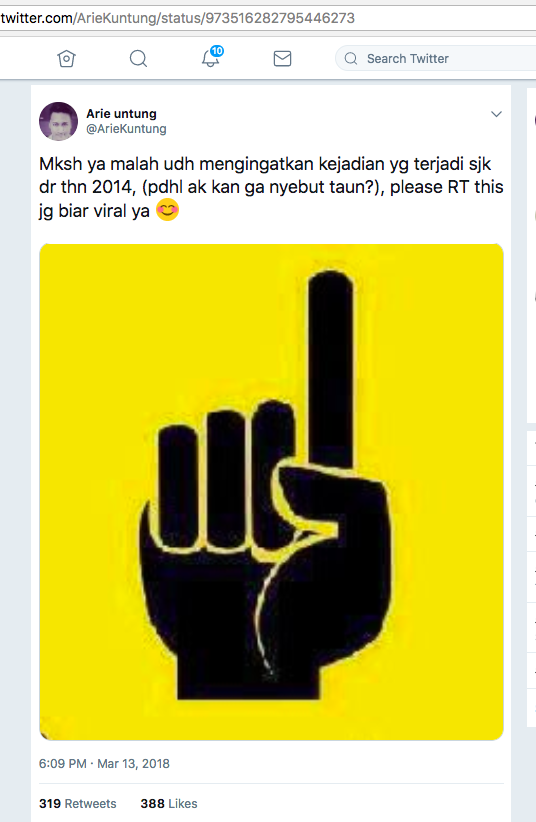 twitter.com/ArieKuntung/status/973516282795446273
10
Search Twitter
Arie untung
@ArieKuntung
Mksh ya malah udh mengingatkan kejadian yg terjadi sjk
dr thn 2014, (pdhl ak kan ga nyebut taun?), please RT this
jg biar viral ya 😊
6:09 PM · Mar 13, 2018
319 Retweets 388 Likes